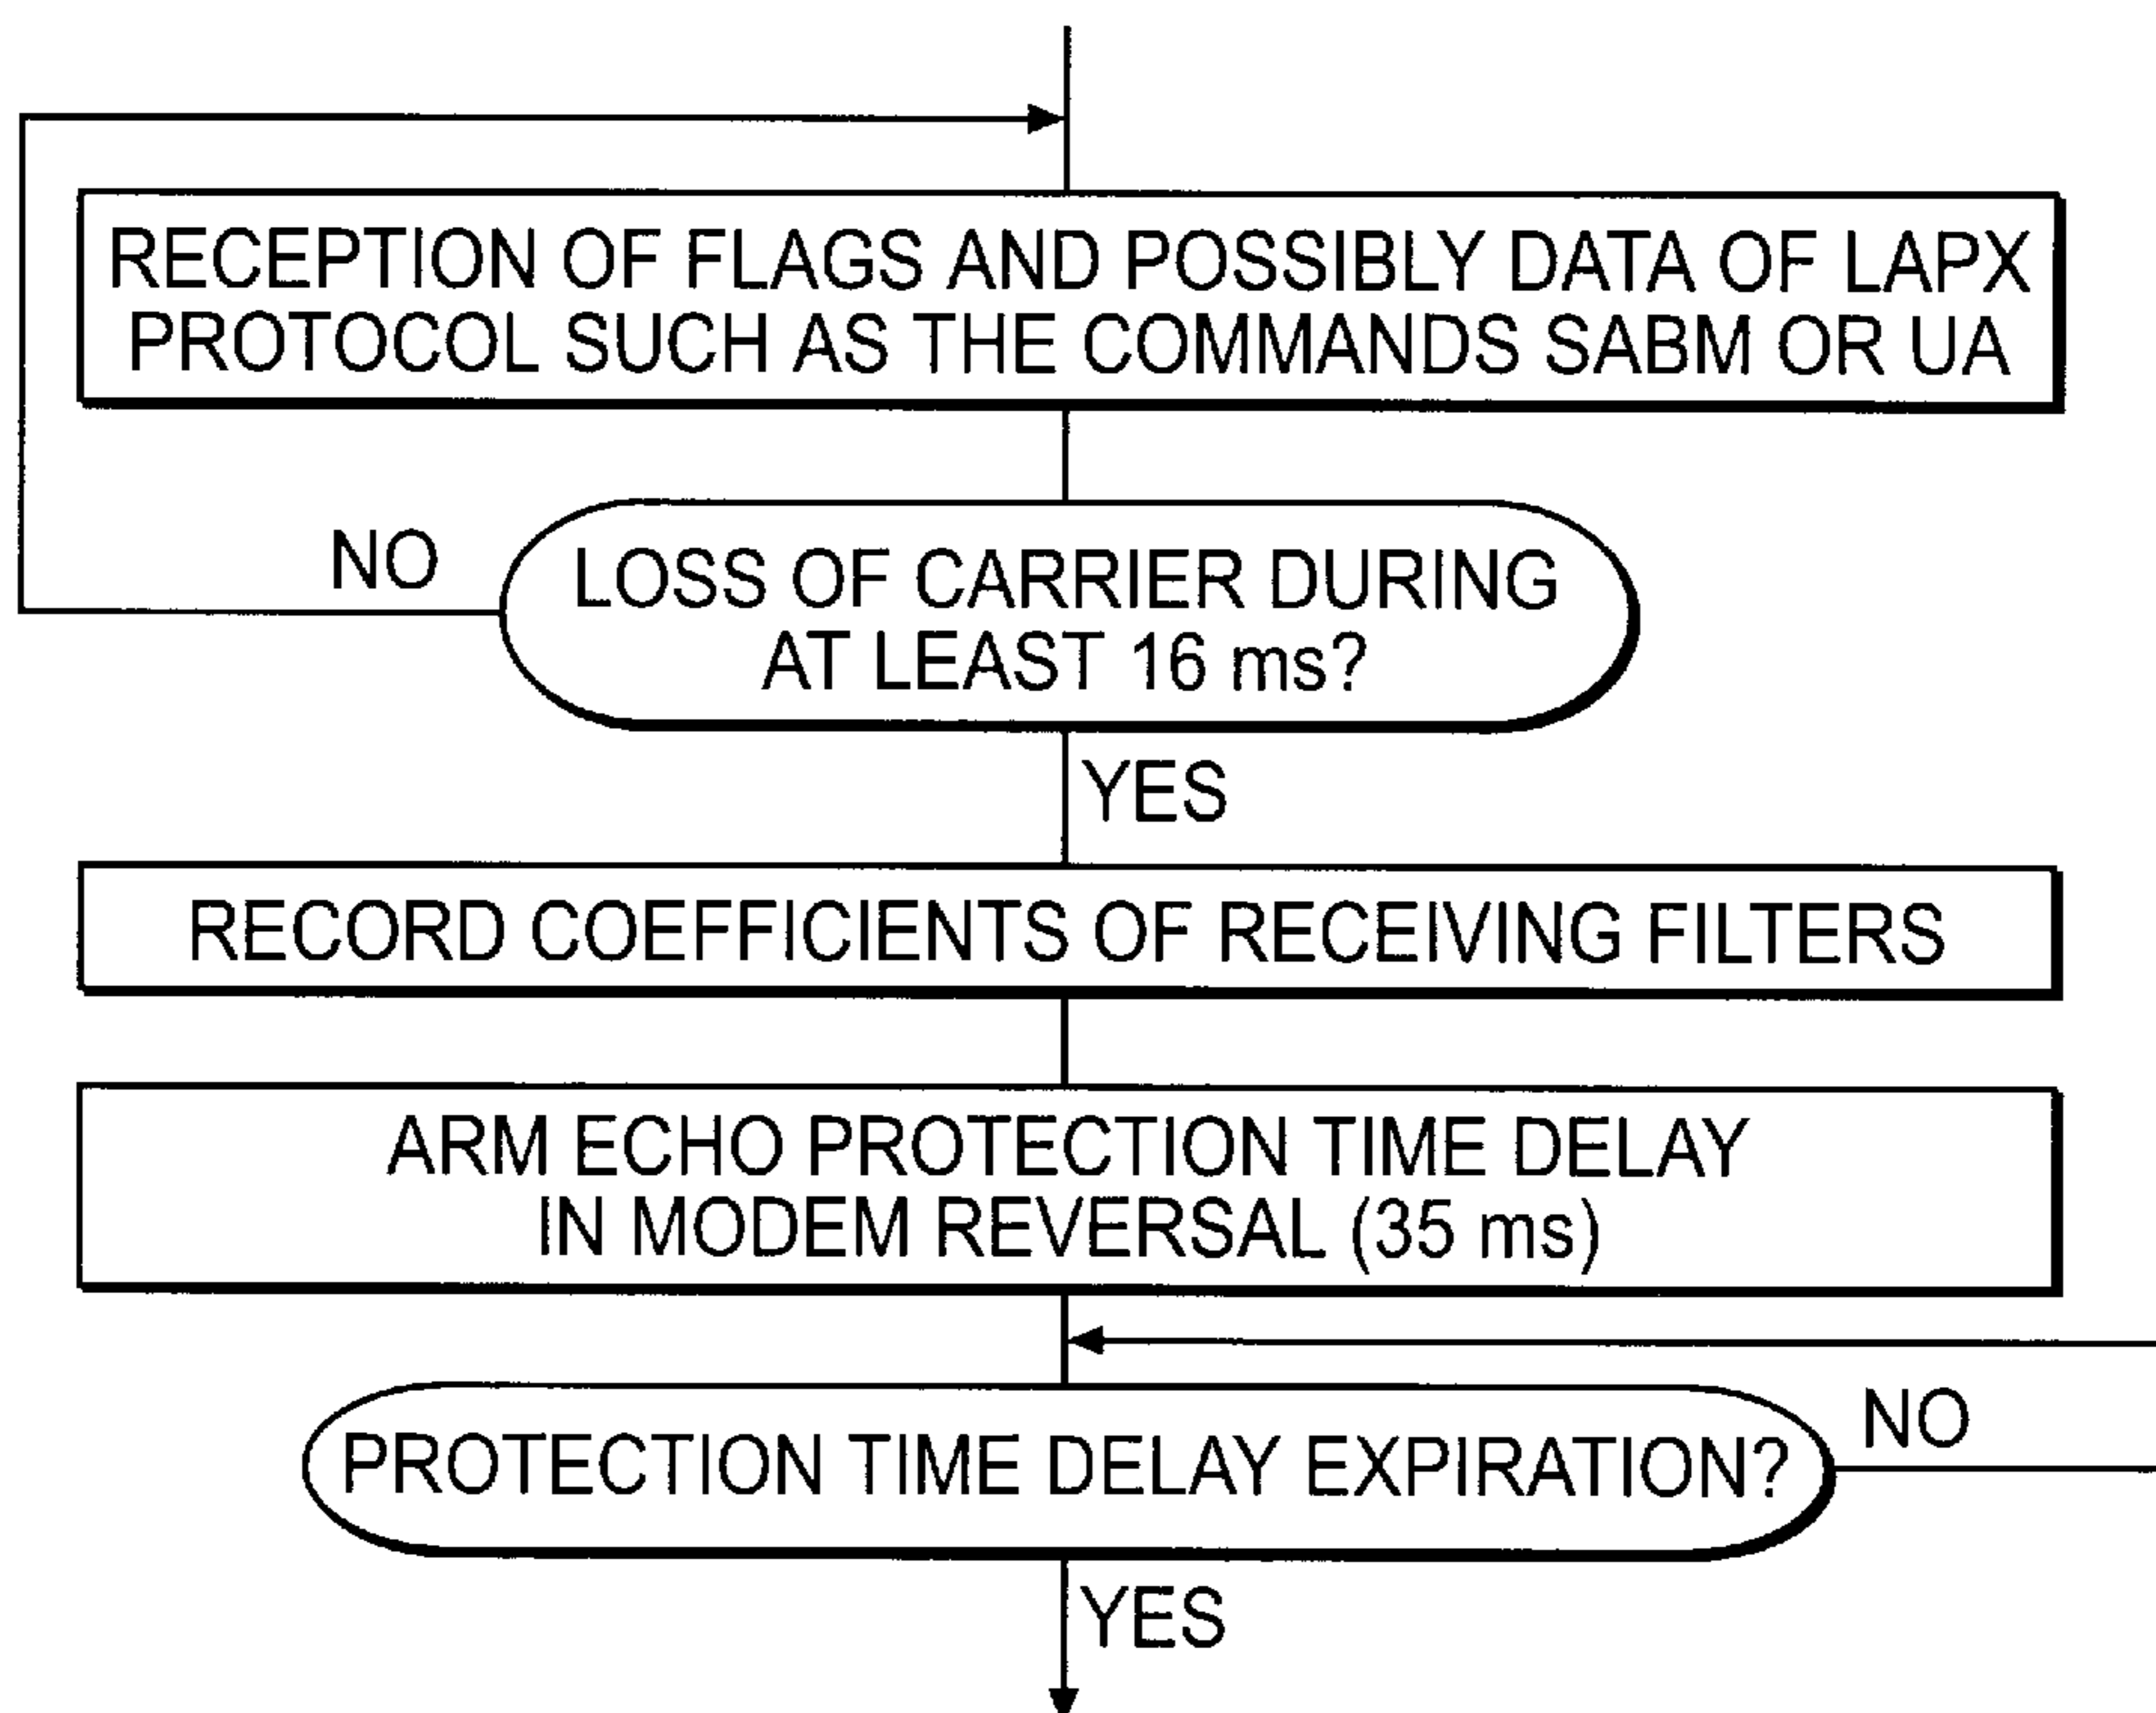 RECEPTION OF FLAGS AND POSSIBLY DATA OF LAPX
PROTOCOL SUCH AS THE COMMANDS SABM OR UA
NO
LOSS OF CARRIER DURING
AT LEAST 16 ms?
YES
RECORD COEFFICIENTS OF RECEIVING FILTERS
ARM ECHO PROTECTION TIME DELAY
IN MODEM REVERSAL (35 ms)
NO
PROTECTION TIME DELAY EXPIRATION?
YES